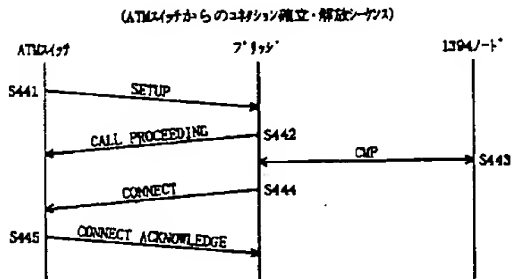 (ATMスイッチからのコネクション確立・解放シーケンス)
ATMスイッチ ブリッジ 1394ノード
S441 SETUP
CALL PROCEEDING S442
CMP S443
CONNECT S444
S445 CONNECT ACKNOWLEDGE